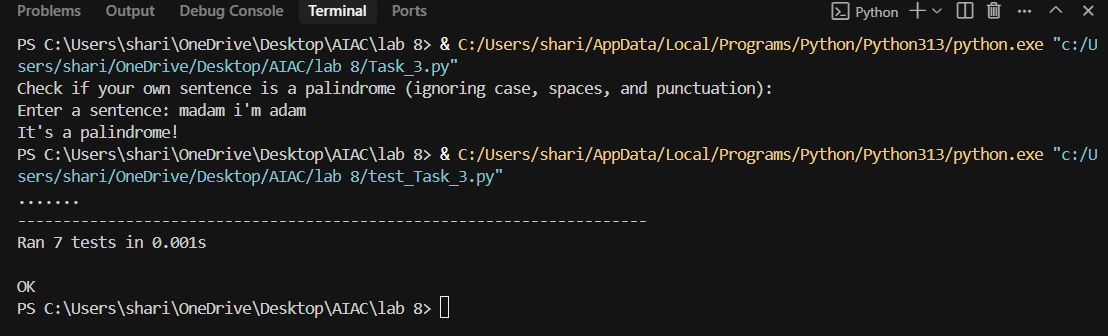 Problems Output Debug Console Terminal Ports Python
PS C:\Users\shari\OneDrive\Desktop\AIAC\lab 8> & C:/Users/shari/AppData/Local/Programs/Python/Python313/python.exe "c:/U
sers/shari/OneDrive/Desktop/AIAC/lab 8/Task_3.py"
Check if your own sentence is a palindrome (ignoring case, spaces, and punctuation):
Enter a sentence: madam i'm adam
It's a palindrome!
PS C:\Users\shari\OneDrive\Desktop\AIAC\lab 8> & C:/Users/shari/AppData/Local/Programs/Python/Python313/python.exe "c:/U
sers/shari/OneDrive/Desktop/AIAC/lab 8/test_Task_3.py"
.......
----------------------------------------------------------------------
Ran 7 tests in 0.001s
OK
PS C:\Users\shari\OneDrive\Desktop\AIAC\lab 8>